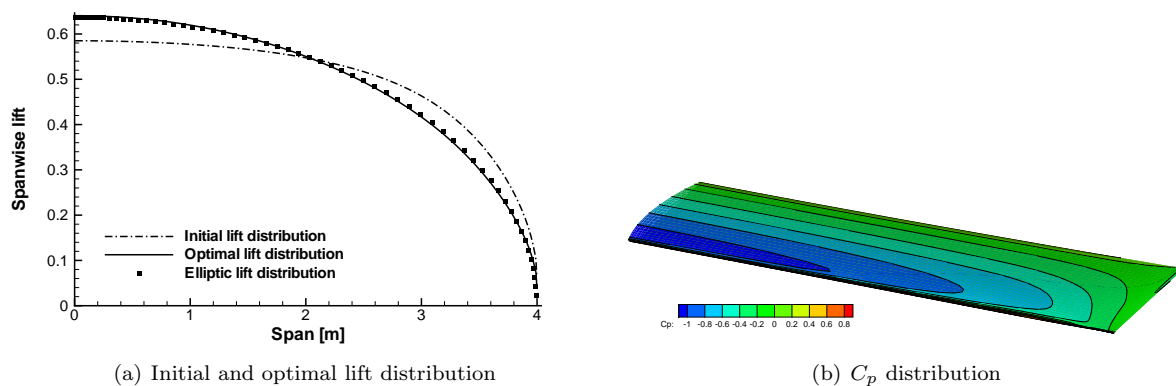 0.6
0.5
0.4
0.3
0.2
0.1
0
Spanwise lift
Initial lift distribution
Optimal lift distribution
Elliptic lift distribution
0 1 2 3 4
Span [m]
(a) Initial and optimal lift distribution
Cp: -1 -0.8 -0.6 -0.4 -0.2 0 0.2 0.4 0.6 0.8
(b) Cp distribution